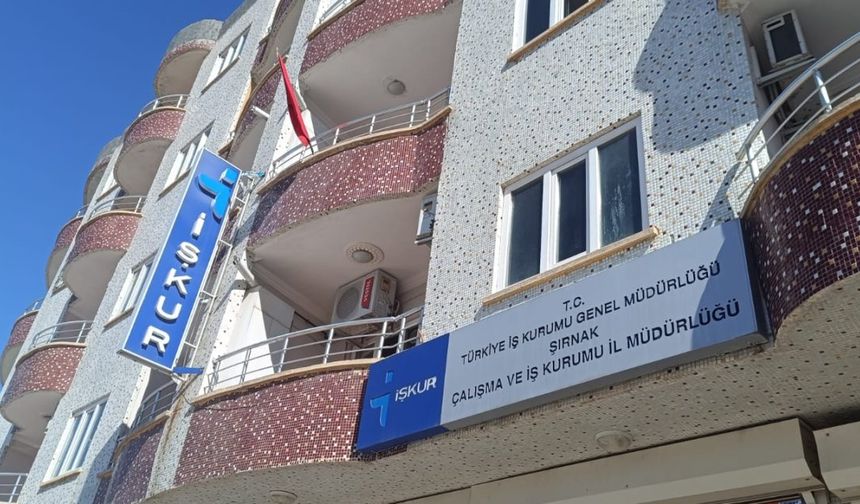 İŞKUR
İŞKUR
T.C.
TÜRKİYE İŞ KURUMU GENEL MÜDÜRLÜĞÜ
ŞIRNAK
ÇALIŞMA VE İŞ KURUMU İL MÜDÜRLÜĞÜ